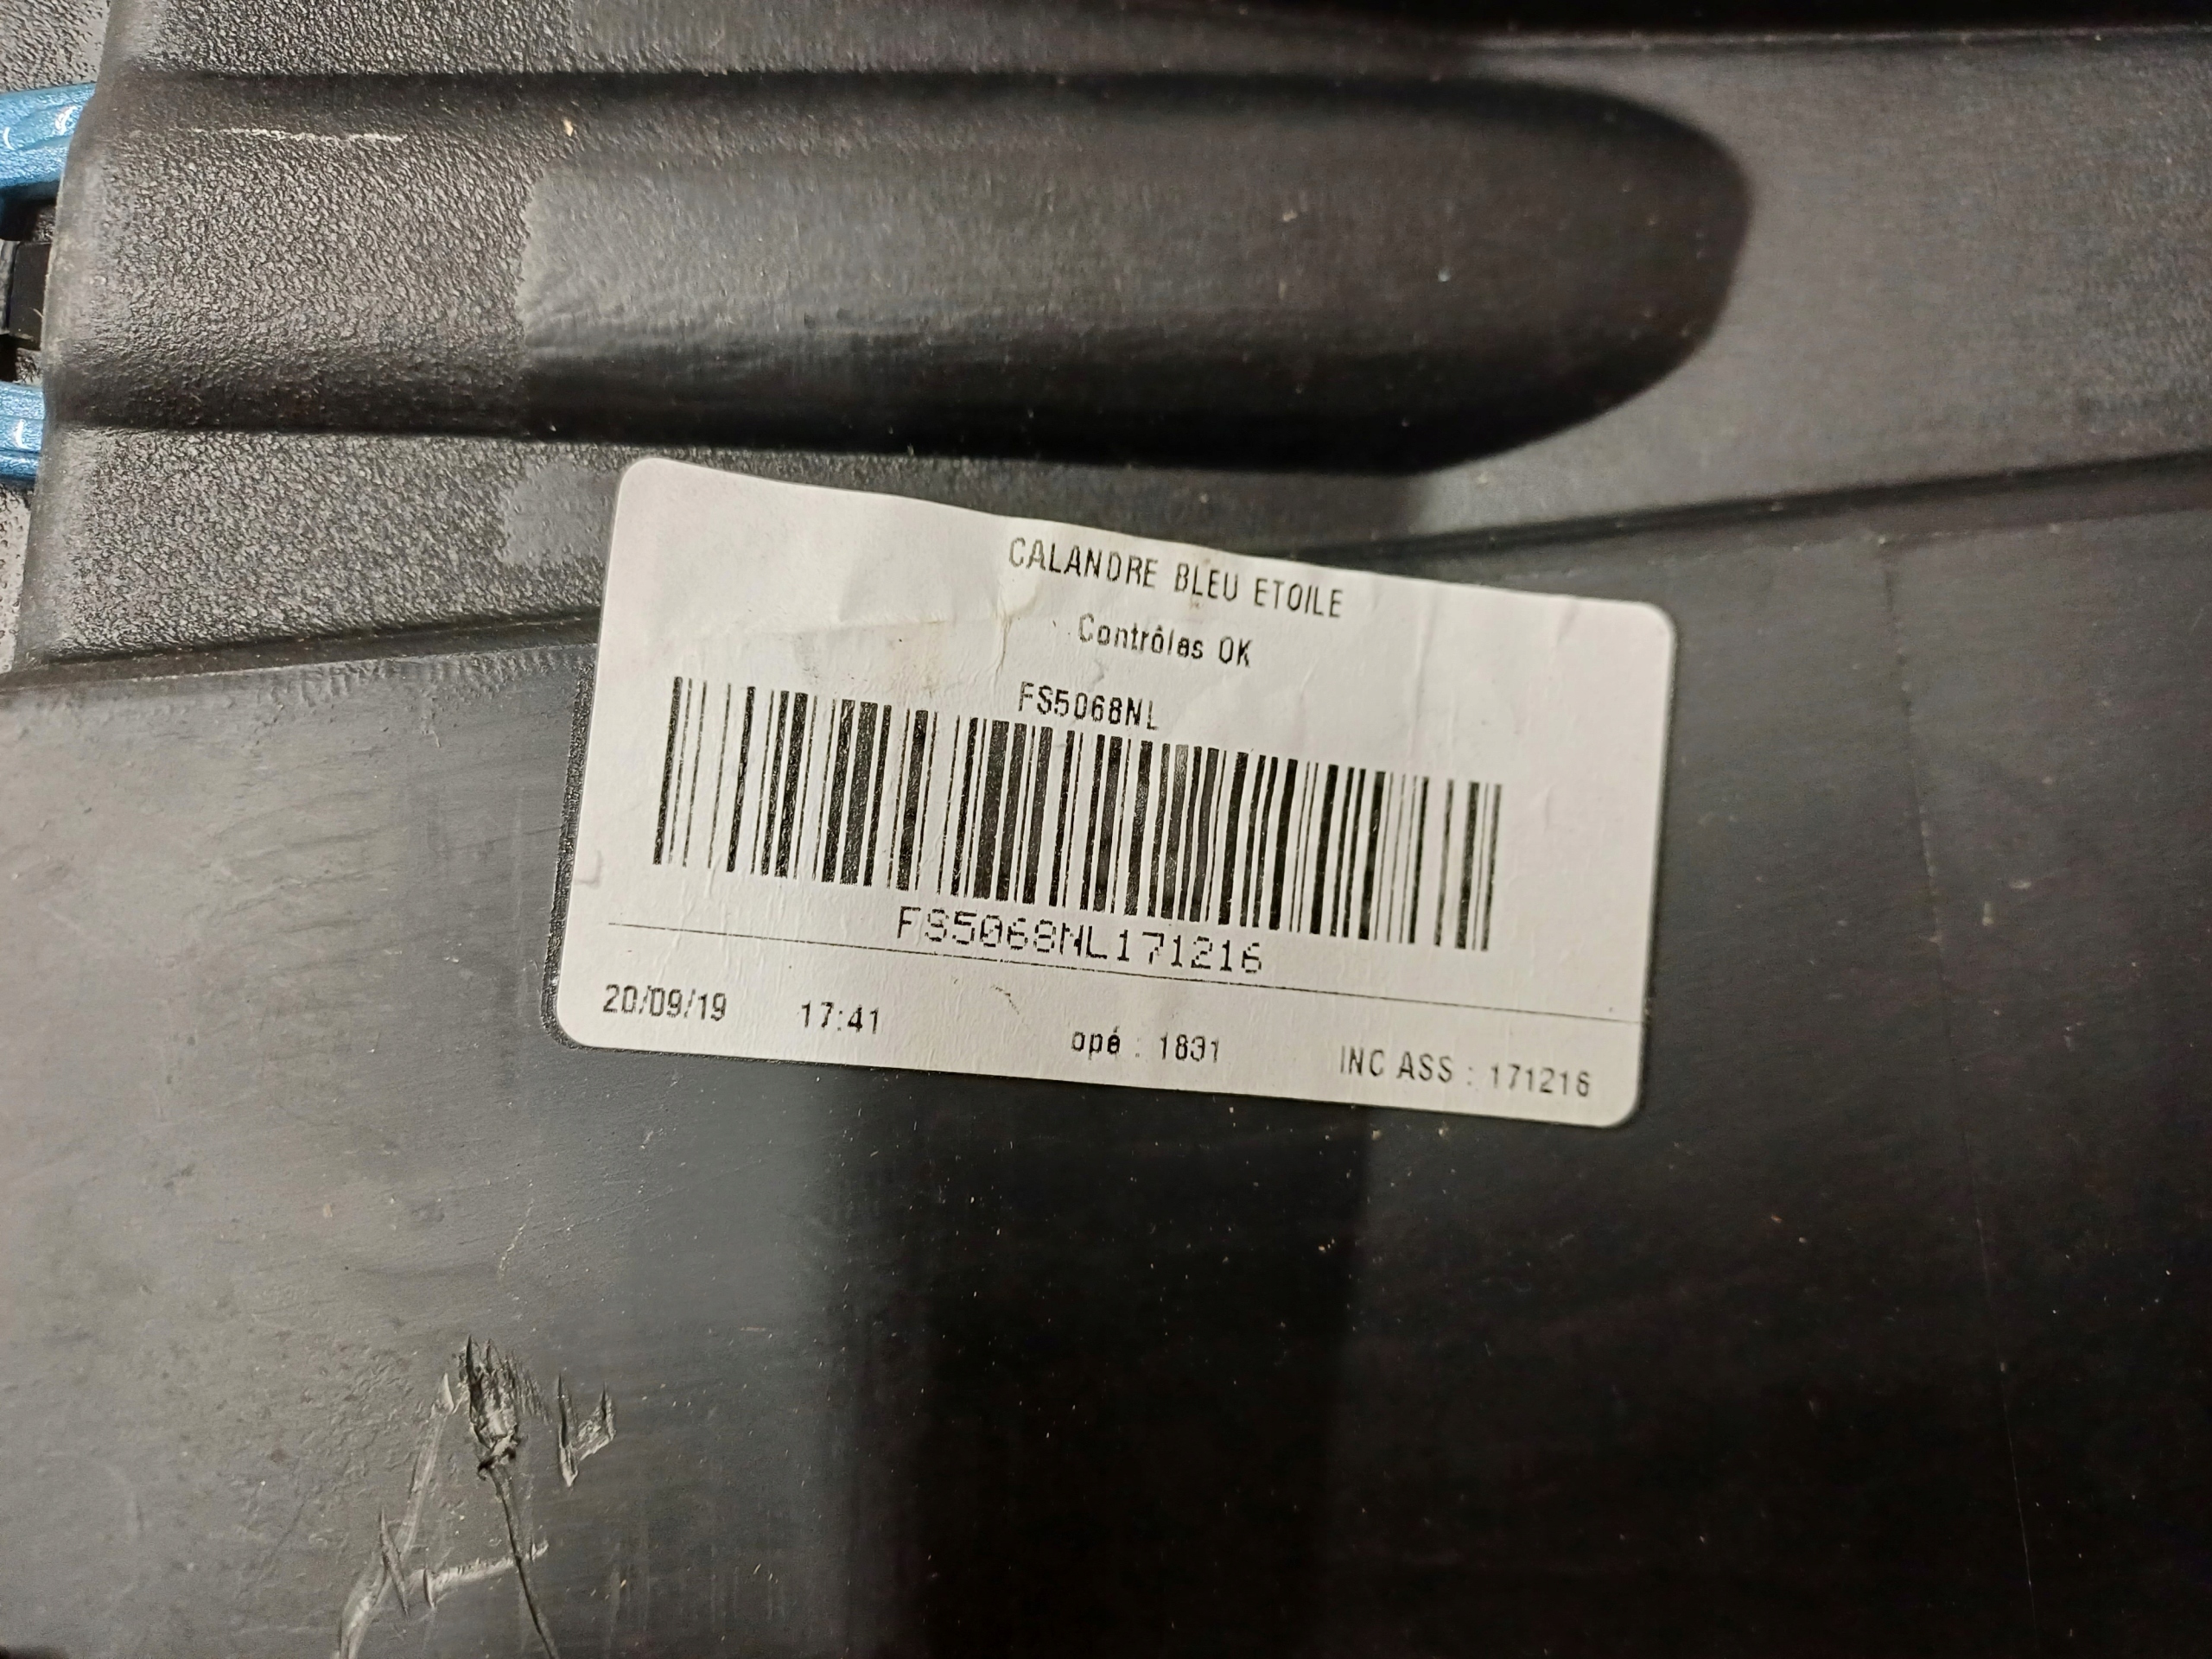 CALANDRE BLEU ETOILE
Contrôles OK
FS5068NL
FS5068NL171216
20/09/19 17:41 opé : 1831 INC ASS : 171216